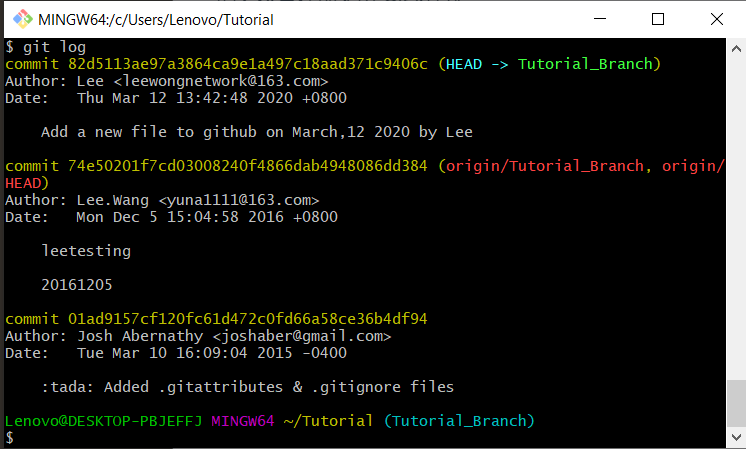 MINGW64:/c/Users/Lenovo/Tutorial
$ git log
commit 82d5113ae97a3864ca9e1a497c18aad371c9406c (HEAD -> Tutorial_Branch)
Author: Lee <leewongnetwork@163.com>
Date:   Thu Mar 12 13:42:48 2020 +0800
    Add a new file to github on March,12 2020 by Lee
commit 74e50201f7cd03008240f4866dab4948086dd384 (origin/Tutorial_Branch, origin/
HEAD)
Author: Lee.Wang <yuna1111@163.com>
Date:   Mon Dec 5 15:04:58 2016 +0800
    leetesting
    20161205
commit 01ad9157cf120fc61d472c0fd66a58ce36b4df94
Author: Josh Abernathy <joshaber@gmail.com>
Date:   Tue Mar 10 16:09:04 2015 -0400
    :tada: Added .gitattributes & .gitignore files
Lenovo@DESKTOP-PBJEFFJ MINGW64 ~/Tutorial (Tutorial_Branch)
$